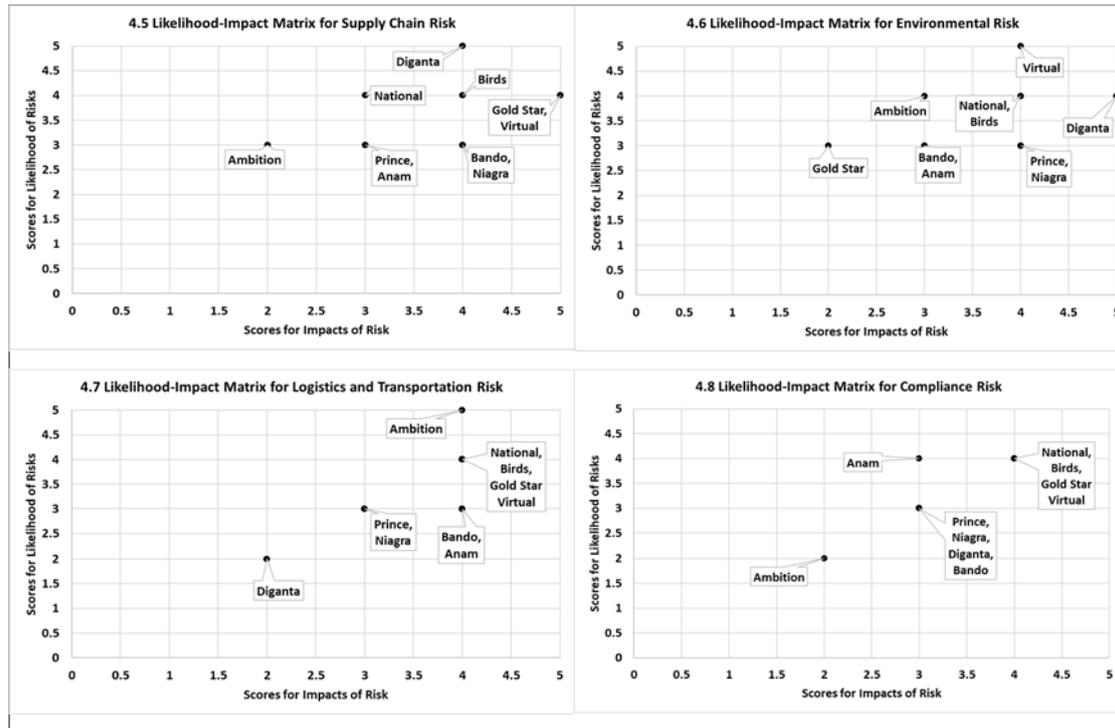 4.5 Likelihood-Impact Matrix for Supply Chain Risk
Scores for Likelihood of Risks
5
4.5
4
3.5
3
2.5
2
1.5
1
0.5
0
Diganta
Birds
National
Gold Star,
Virtual
Ambition
Prince,
Anam
Bando,
Niagra
0 0.5 1 1.5 2 2.5 3 3.5 4 4.5 5
Scores for Impacts of Risk
4.6 Likelihood-Impact Matrix for Environmental Risk
Scores for Likelihood of Risks
5
4.5
4
3.5
3
2.5
2
1.5
1
0.5
0
Virtual
Ambition
National,
Birds
Diganta
Gold Star
Bando,
Anam
Prince,
Niagra
0 0.5 1 1.5 2 2.5 3 3.5 4 4.5 5
Scores for Impacts of Risk
4.7 Likelihood-Impact Matrix for Logistics and Transportation Risk
Scores for Likelihood of Risks
5
4.5
4
3.5
3
2.5
2
1.5
1
0.5
0
Ambition
National,
Birds,
Gold Star
Virtual
Prince,
Niagra
Bando,
Anam
Diganta
0 0.5 1 1.5 2 2.5 3 3.5 4 4.5 5
Scores for Impacts of Risk
4.8 Likelihood-Impact Matrix for Compliance Risk
Scores for Likelihood of Risks
5
4.5
4
3.5
3
2.5
2
1.5
1
0.5
0
Anam
National,
Birds,
Gold Star
Virtual
Prince,
Niagra,
Diganta,
Bando
Ambition
0 0.5 1 1.5 2 2.5 3 3.5 4 4.5 5
Scores for Impacts of Risk